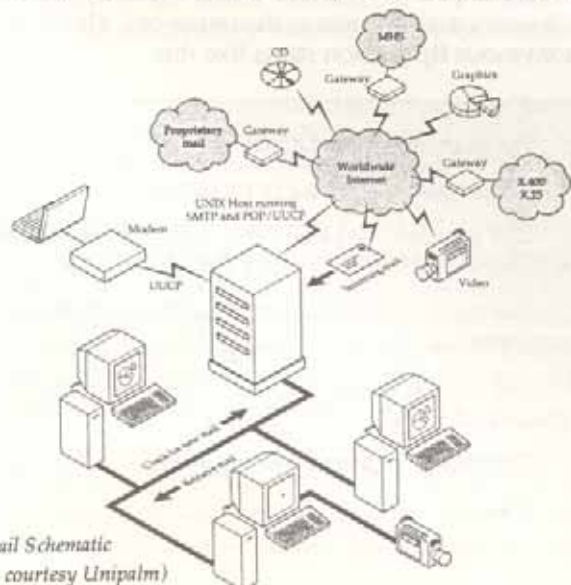 MHS
CD
Gateway
Graphics
Proprietary
mail
Gateway
Worldwide
Internet
Gateway
X.400
X.25
UNIX Host running
SMTP and POP/UUCP
Modem
UUCP
Video
Check for new mail
Retrieve mail
ail Schematic
courtesy Unipalm)